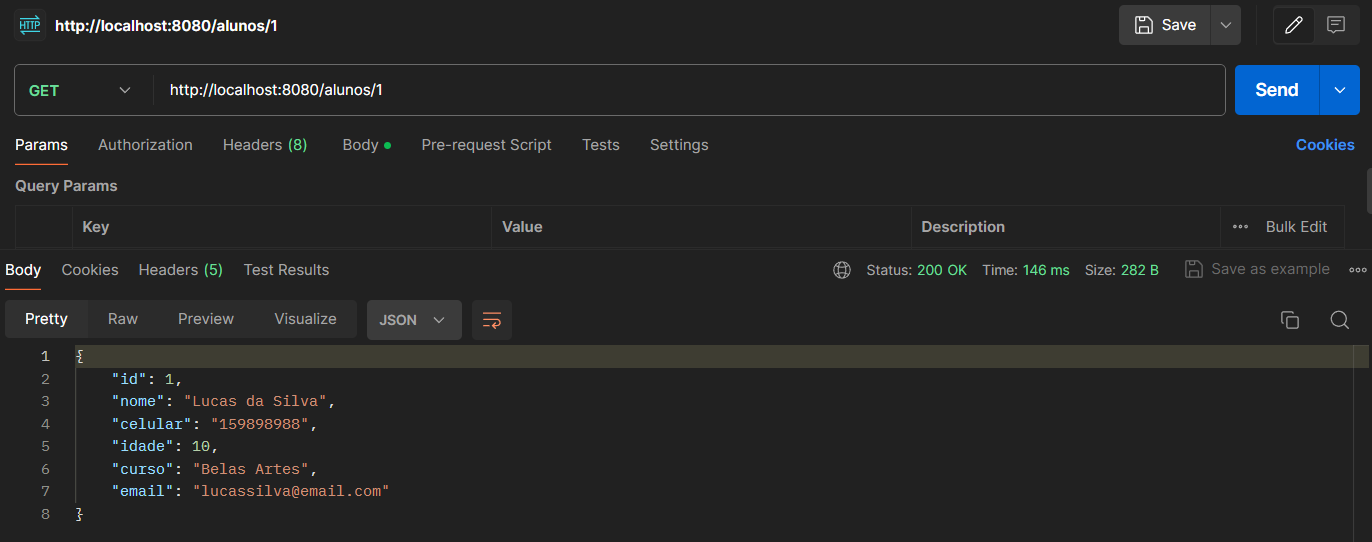 HTTP http://localhost:8080/alunos/1 Save
GET http://localhost:8080/alunos/1 Send
Params Authorization Headers (8) Body Pre-request Script Tests Settings Cookies
Query Params
Key Value Description Bulk Edit
Body Cookies Headers (5) Test Results Status: 200 OK Time: 146 ms Size: 282 B Save as example
Pretty Raw Preview Visualize JSON
1 {
2 "id": 1,
3 "nome": "Lucas da Silva",
4 "celular": "159898988",
5 "idade": 10,
6 "curso": "Belas Artes",
7 "email": "lucassilva@email.com"
8 }